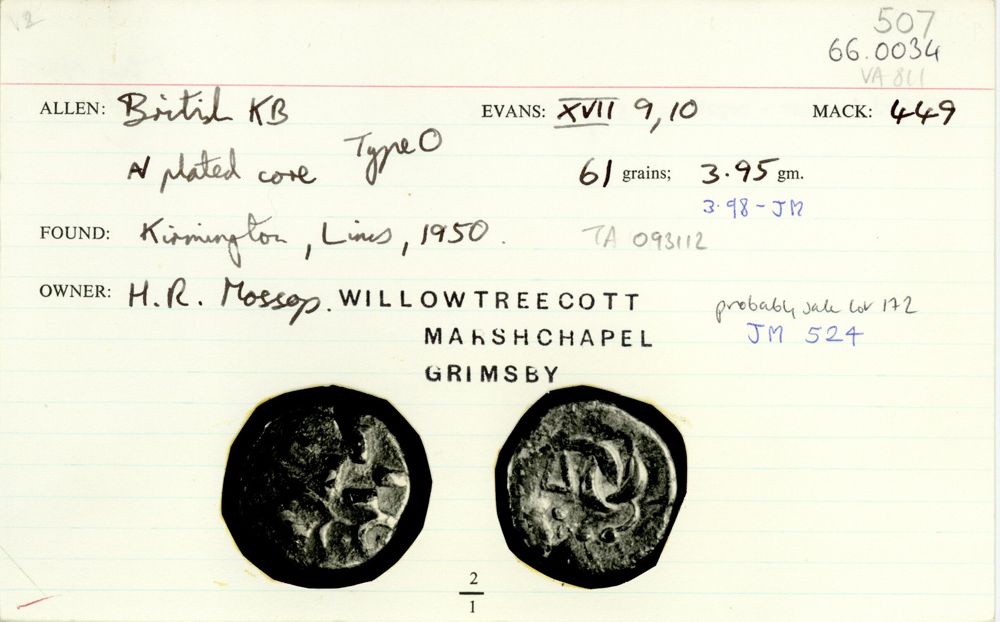 V2
507
66.0034
VA 811
ALLEN: British KB EVANS: XVII 9,10 MACK: 449
N plated core Type O 61 grains; 3.95 gm.
3.98 - JM
FOUND: Kirmington, Lincs, 1950. TA 093112
OWNER: H.R. Mossop. WILLOWTREECOTT probably sale lot 172
MARSHCHAPEL JM 524
GRIMSBY
2
1